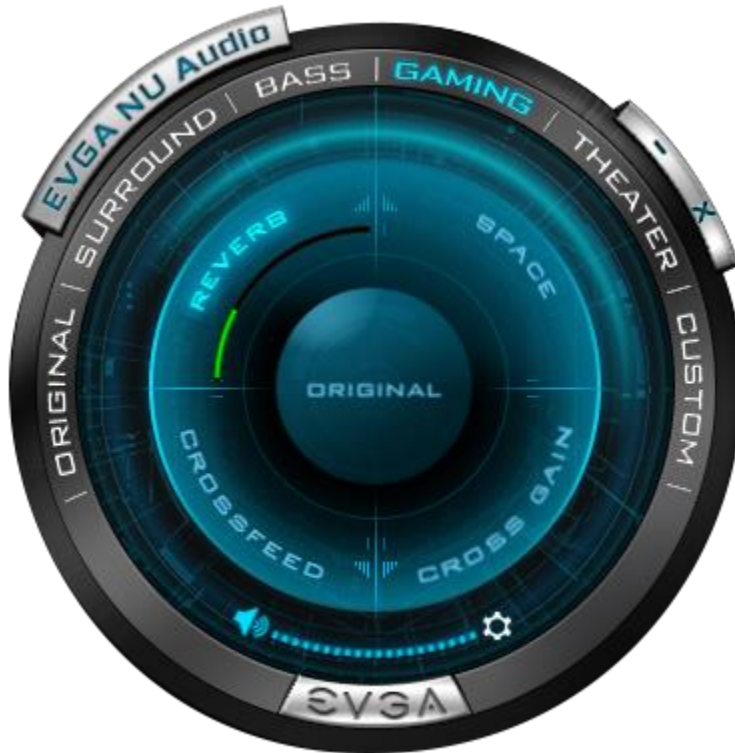 EVGA NU Audio
ORIGINAL | SURROUND | BASS | GAMING | THEATER | CUSTOM
- X
REVERB
SPACE
ORIGINAL
CROSSFEED
CROSS GAIN
EVGA